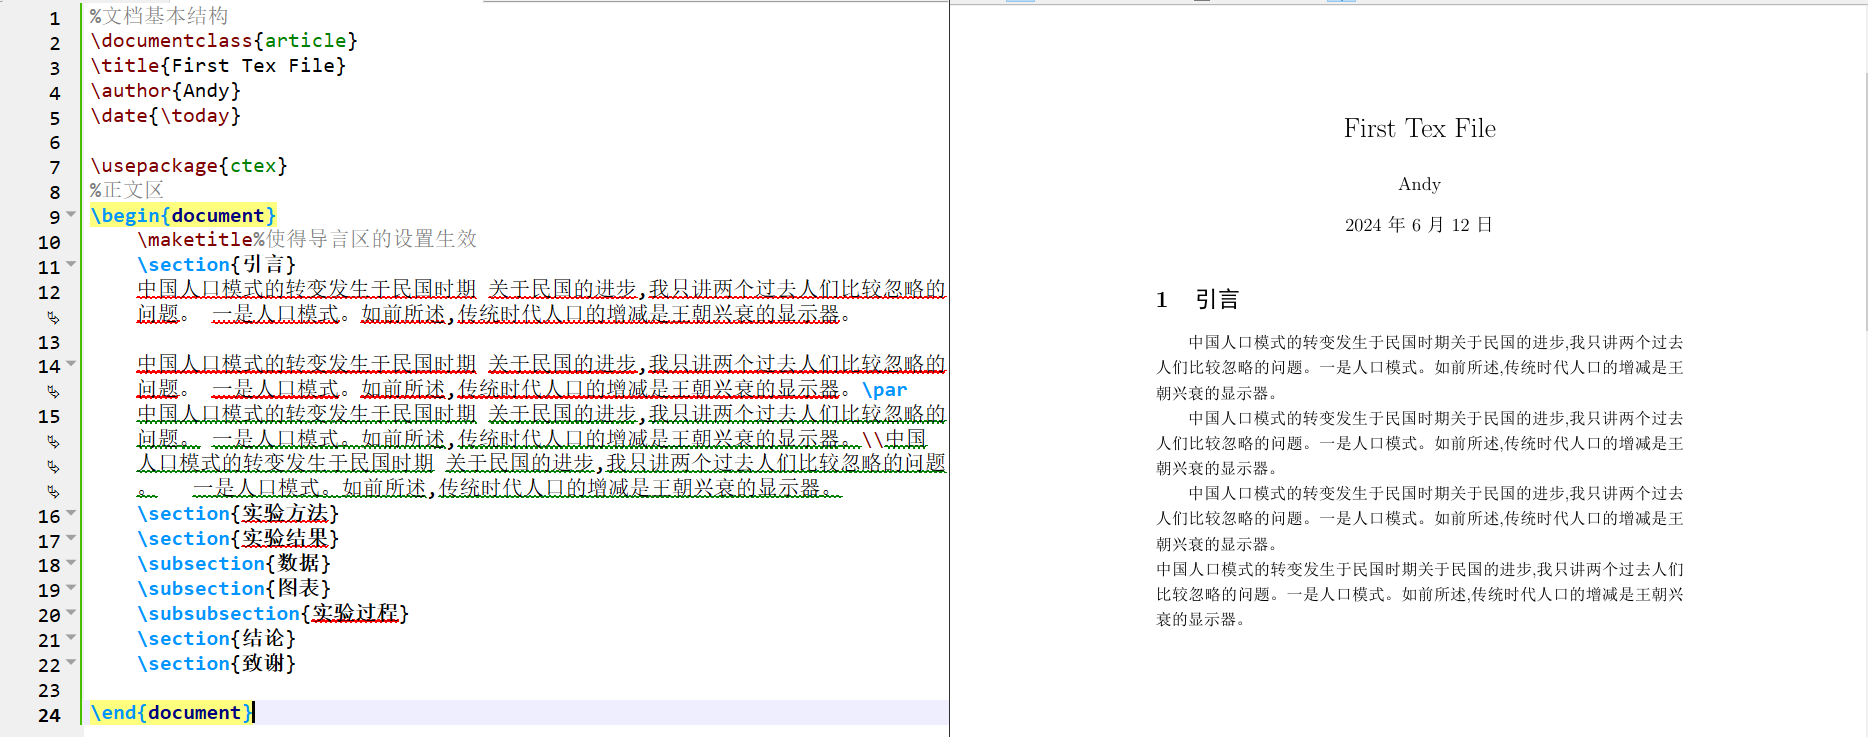 1 %文档基本结构
2 \documentclass{article}
3 \title{First Tex File}
4 \author{Andy}
5 \date{\today}
6
7 \usepackage{ctex}
8 %正文区
9 \begin{document}
10 \maketitle%使得导言区的设置生效
11 \section{引言}
12 中国人口模式的转变发生于民国时期 关于民国的进步,我只讲两个过去人们比较忽略的
问题。 一是人口模式。如前所述,传统时代人口的增减是王朝兴衰的显示器。
13
14 中国人口模式的转变发生于民国时期 关于民国的进步,我只讲两个过去人们比较忽略的
问题。 一是人口模式。如前所述,传统时代人口的增减是王朝兴衰的显示器。\par
15 中国人口模式的转变发生于民国时期 关于民国的进步,我只讲两个过去人们比较忽略的
问题。 一是人口模式。如前所述,传统时代人口的增减是王朝兴衰的显示器。\\中国
人口模式的转变发生于民国时期 关于民国的进步,我只讲两个过去人们比较忽略的问题
。 一是人口模式。如前所述,传统时代人口的增减是王朝兴衰的显示器。
16 \section{实验方法}
17 \section{实验结果}
18 \subsection{数据}
19 \subsection{图表}
20 \subsubsection{实验过程}
21 \section{结论}
22 \section{致谢}
23
24 \end{document}
First Tex File
Andy
2024 年 6 月 12 日
1 引言
中国人口模式的转变发生于民国时期关于民国的进步,我只讲两个过去
人们比较忽略的问题。一是人口模式。如前所述,传统时代人口的增减是王
朝兴衰的显示器。
中国人口模式的转变发生于民国时期关于民国的进步,我只讲两个过去
人们比较忽略的问题。一是人口模式。如前所述,传统时代人口的增减是王
朝兴衰的显示器。
中国人口模式的转变发生于民国时期关于民国的进步,我只讲两个过去
人们比较忽略的问题。一是人口模式。如前所述,传统时代人口的增减是王
朝兴衰的显示器。
中国人口模式的转变发生于民国时期关于民国的进步,我只讲两个过去人们
比较忽略的问题。一是人口模式。如前所述,传统时代人口的增减是王朝兴
衰的显示器。